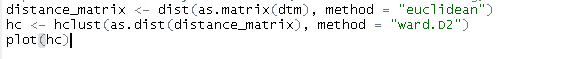 distance_matrix <- dist(as.matrix(dtm), method = "euclidean")
hc <- hclust(as.dist(distance_matrix), method = "ward.D2")
plot(hc)